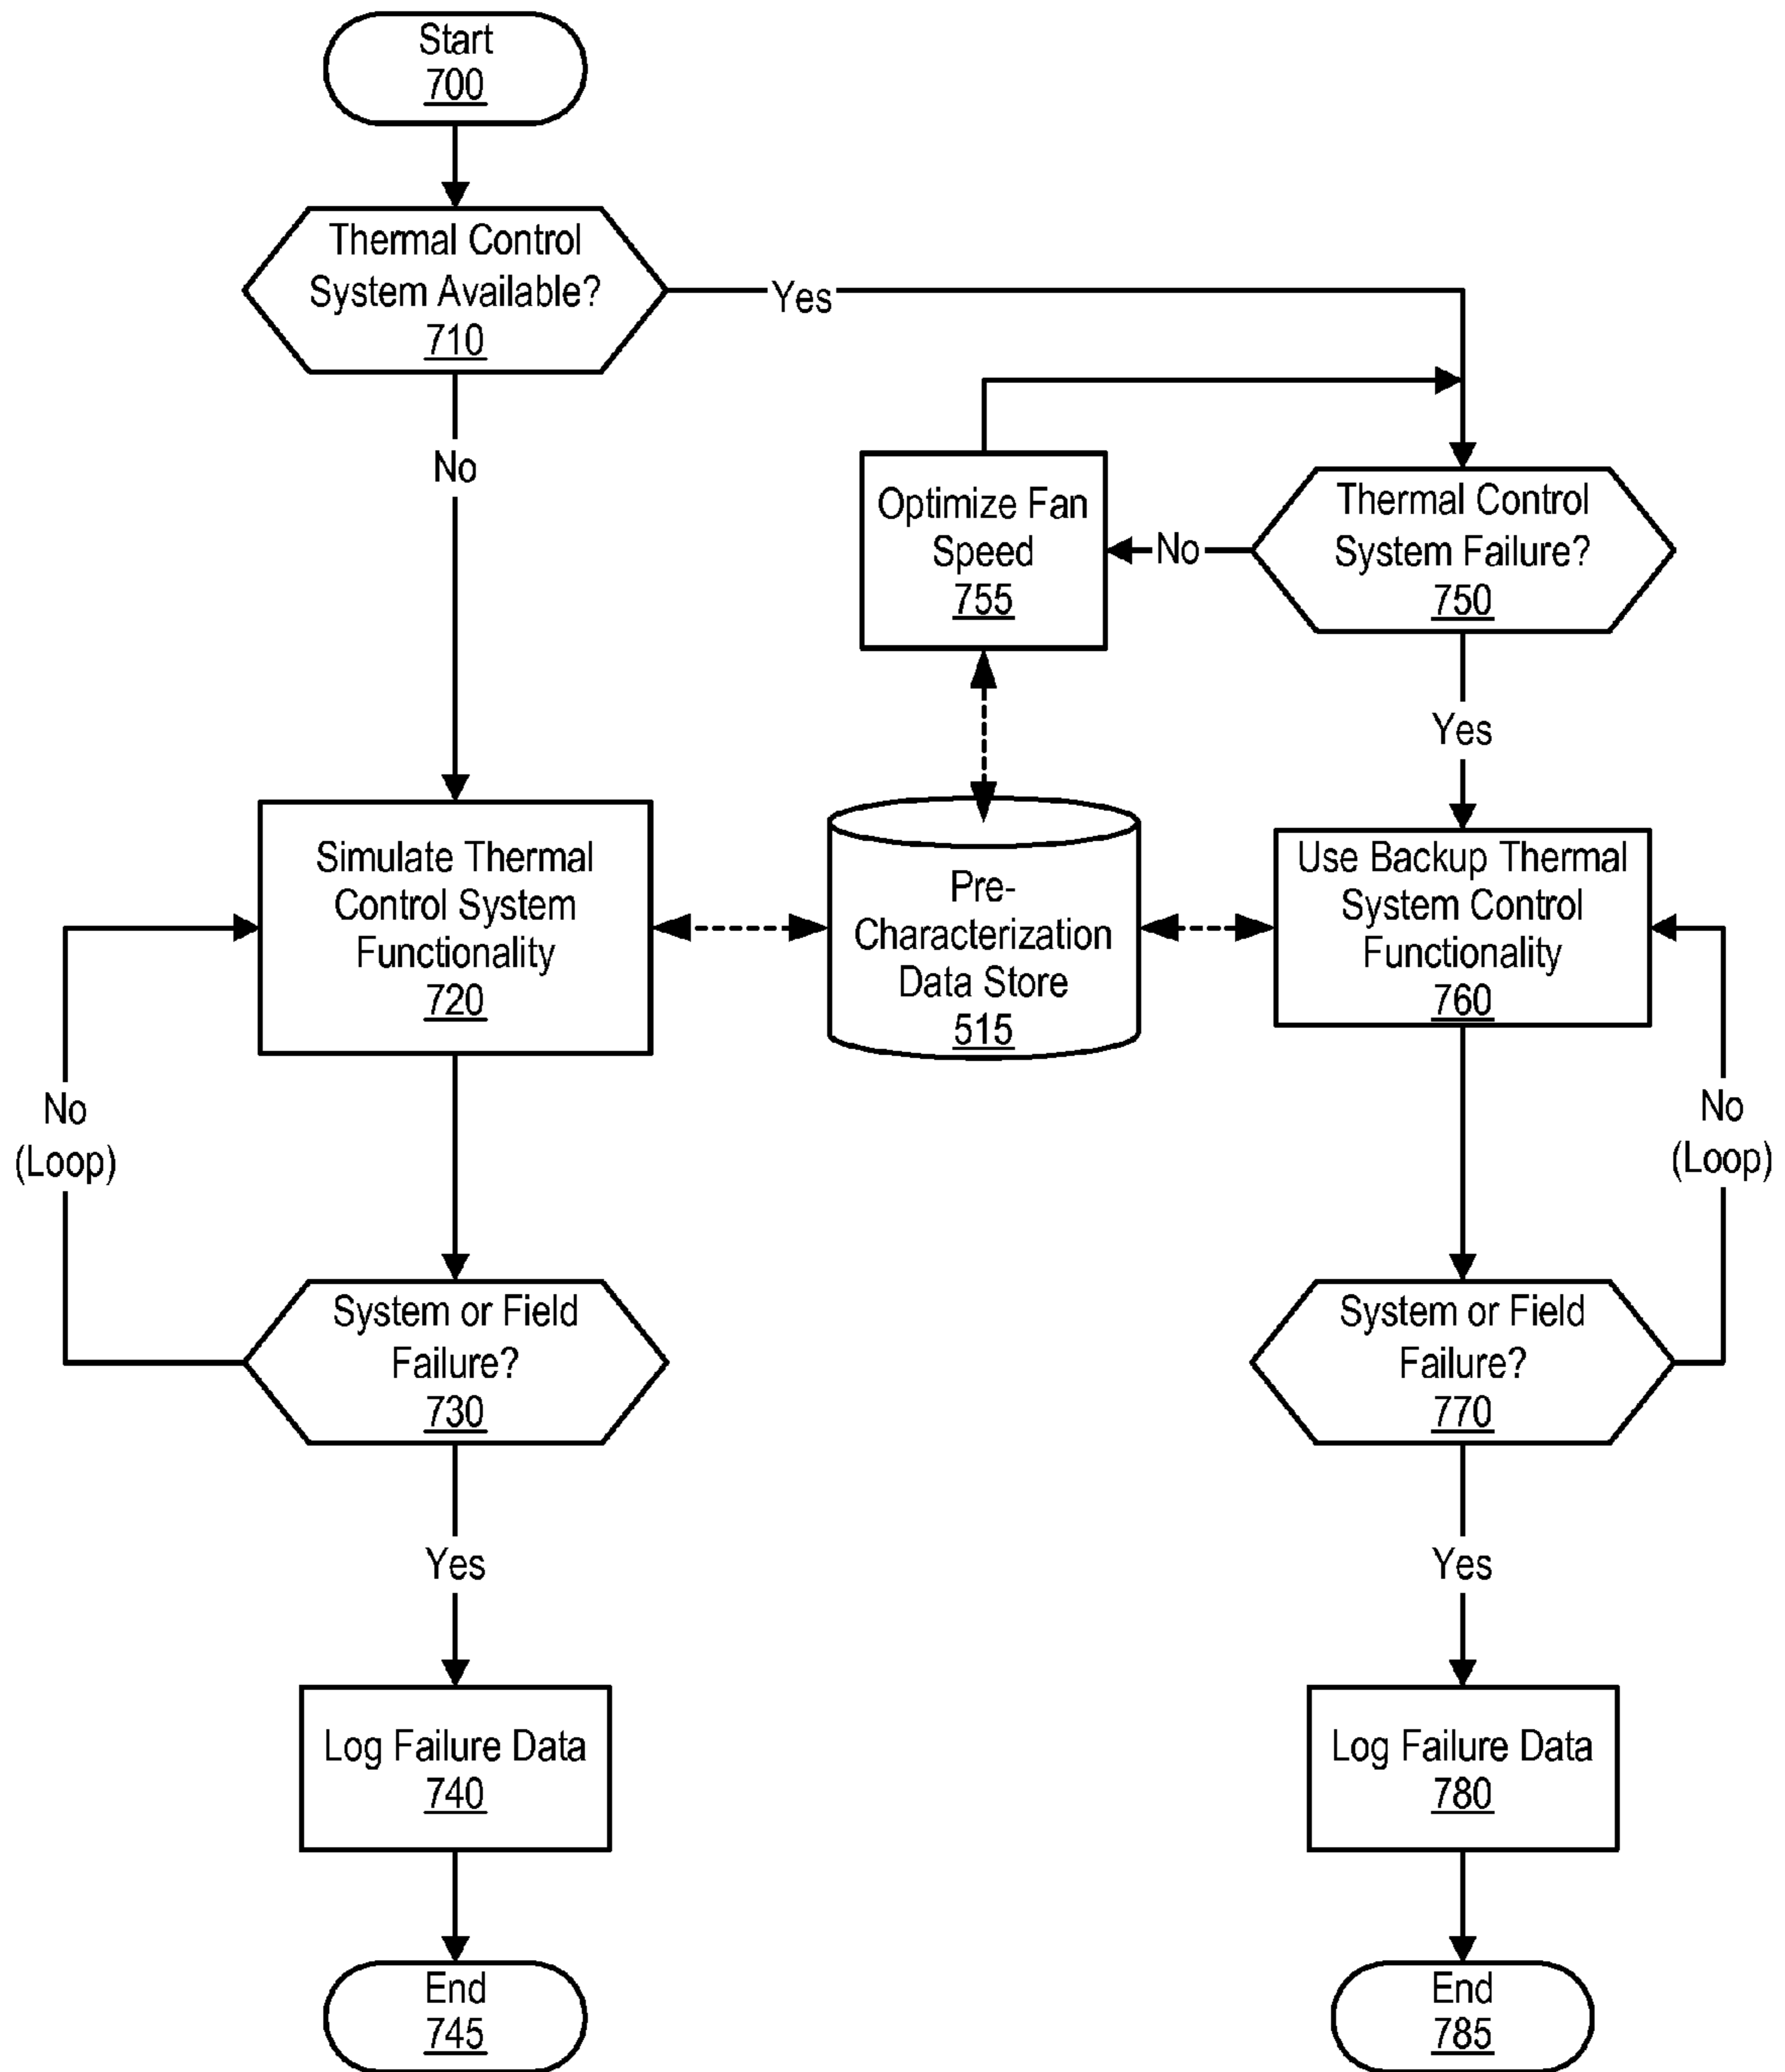 Start
700
Thermal Control
System Available?
710
Yes
No
Optimize Fan
Speed
755
No
Thermal Control
System Failure?
750
Yes
Simulate Thermal
Control System
Functionality
720
Pre-
Characterization
Data Store
515
Use Backup Thermal
System Control
Functionality
760
No
(Loop)
No
(Loop)
System or Field
Failure?
730
System or Field
Failure?
770
Yes
Yes
Log Failure Data
740
Log Failure Data
780
End
745
End
785